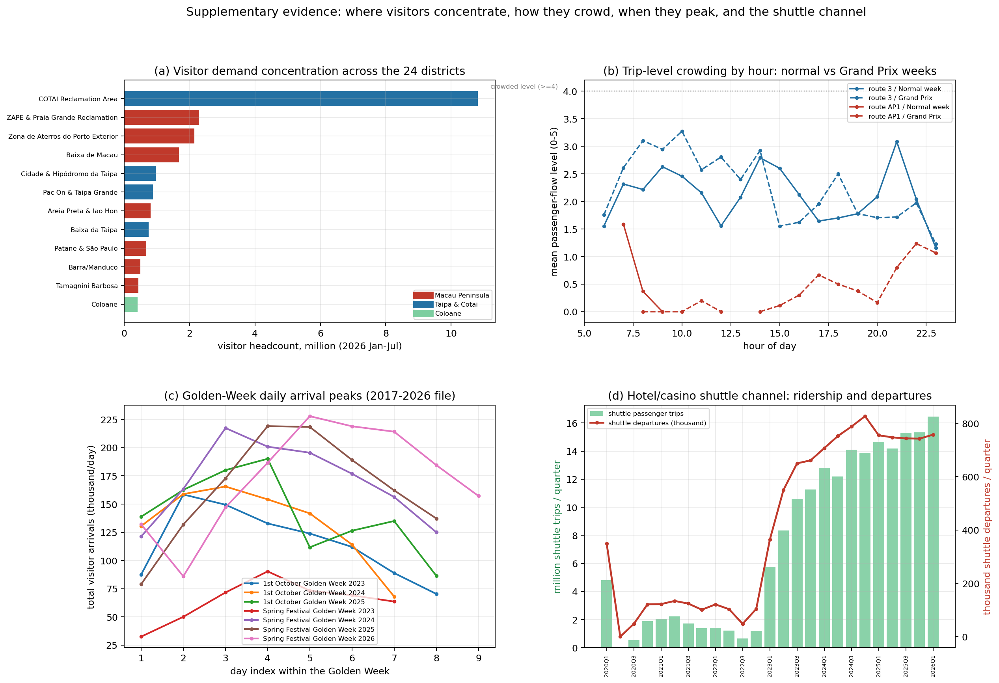 Supplementary evidence: where visitors concentrate, how they crowd, when they peak, and the shuttle channel
(a) Visitor demand concentration across the 24 districts
COTAI Reclamation Area
ZAPE & Praia Grande Reclamation
Zona de Aterros do Porto Exterior
Baixa de Macau
Cidade & Hipódromo da Taipa
Pac On & Taipa Grande
Areia Preta & Iao Hon
Baixa da Taipa
Patane & São Paulo
Barra/Manduco
Tamagnini Barbosa
Coloane
Macau Peninsula
Taipa & Cotai
Coloane
0 2 4 6 8 10
visitor headcount, million (2026 Jan-Jul)
(b) Trip-level crowding by hour: normal vs Grand Prix weeks
crowded level (>=4)
route 3 / Normal week
route 3 / Grand Prix
route AP1 / Normal week
route AP1 / Grand Prix
mean passenger-flow level (0-5)
4.0
3.5
3.0
2.5
2.0
1.5
1.0
0.5
0.0
5.0 7.5 10.0 12.5 15.0 17.5 20.0 22.5
hour of day
(c) Golden-Week daily arrival peaks (2017-2026 file)
total visitor arrivals (thousand/day)
225
200
175
150
125
100
75
50
25
1st October Golden Week 2023
1st October Golden Week 2024
1st October Golden Week 2025
Spring Festival Golden Week 2023
Spring Festival Golden Week 2024
Spring Festival Golden Week 2025
Spring Festival Golden Week 2026
1 2 3 4 5 6 7 8 9
day index within the Golden Week
(d) Hotel/casino shuttle channel: ridership and departures
shuttle passenger trips
shuttle departures (thousand)
million shuttle trips / quarter
16
14
12
10
8
6
4
2
0
800
600
400
200
0
thousand shuttle departures / quarter
2020Q1 2020Q3 2021Q1 2021Q3 2022Q1 2022Q3 2023Q1 2023Q3 2024Q1 2024Q3 2025Q1 2025Q3 2026Q1